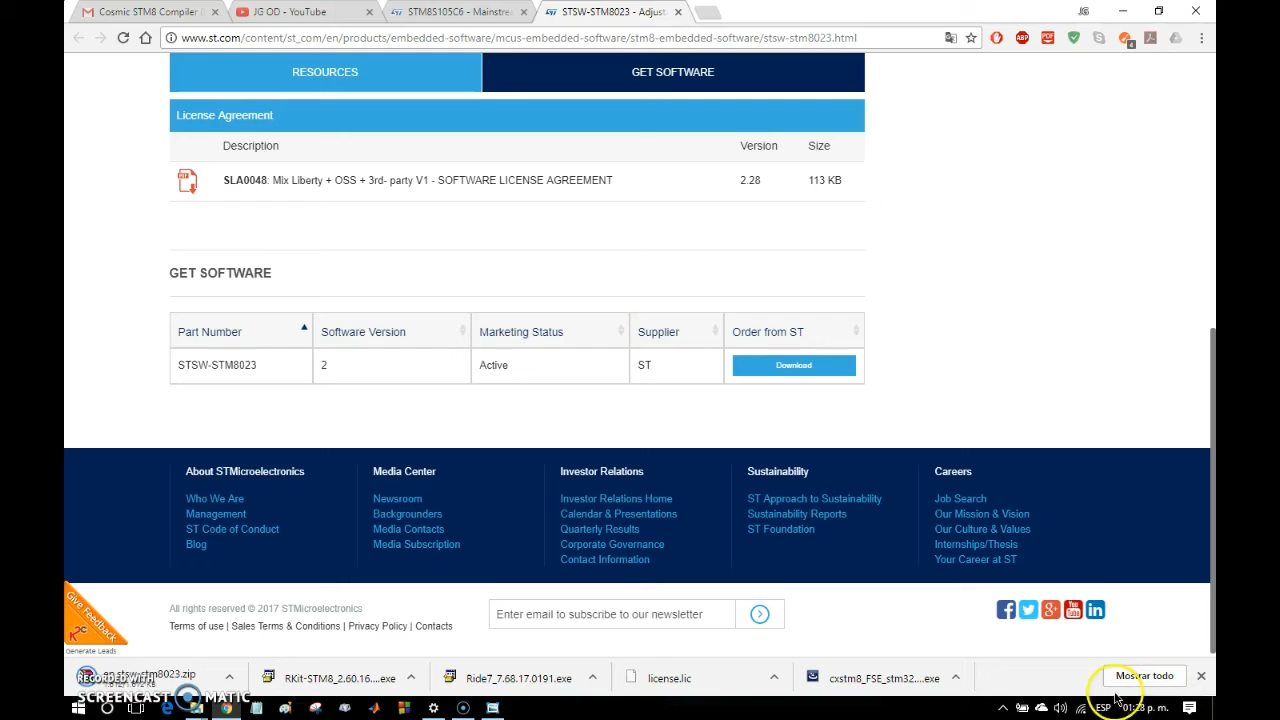 Cosmic STM8 Compiler
JG OD - YouTube
STM8S105C6 - Mainstrea
STSW-STM8023 - Adjust
JG
www.st.com/content/st_com/en/products/embedded-software/mcus-embedded-software/stm8-embedded-software/stsw-stm8023.html
RESOURCES
GET SOFTWARE
License Agreement
Description
Version
Size
SLA0048: Mix Liberty + OSS + 3rd- party V1 - SOFTWARE LICENSE AGREEMENT
2.28
113 KB
GET SOFTWARE
Part Number
Software Version
Marketing Status
Supplier
Order from ST
STSW-STM8023
2
Active
ST
Download
About STMicroelectronics
Media Center
Investor Relations
Sustainability
Careers
Who We Are
Newsroom
Investor Relations Home
ST Approach to Sustainability
Job Search
Management
Backgrounders
Calendar & Presentations
Sustainability Reports
Our Mission & Vision
ST Code of Conduct
Media Contacts
Quarterly Results
ST Foundation
Our Culture & Values
Blog
Media Subscription
Corporate Governance
Internships/Thesis
Contact Information
Your Career at ST
Give Feedback
Generate Leads
All rights reserved © 2017 STMicroelectronics
Terms of use | Sales Terms & Conditions | Privacy Policy | Contacts
Enter email to subscribe to our newsletter
stsw-stm8023.zip
RKit-STM8_2.60.16....exe
Ride7_7.68.17.0191.exe
license.lic
cxstm8_FSE_stm32....exe
Mostrar todo
RECORDED WITH
SCREENCAST MATIC
ESP
01:28 p. m.